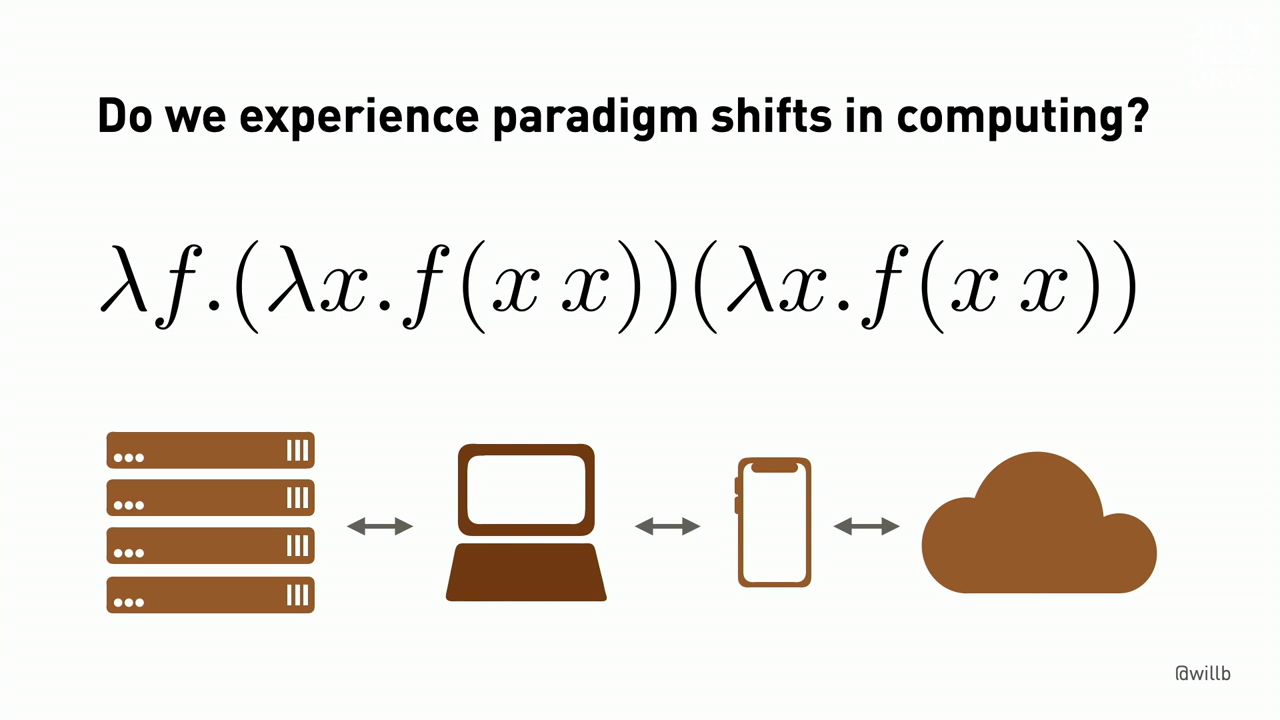 Do we experience paradigm shifts in computing?
λf.(λx.f(x x))(λx.f(x x))
@willb